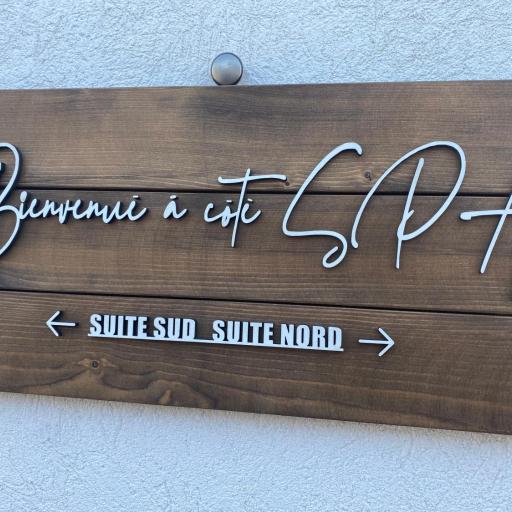 Bienvenue à côté SPA
← SUITE SUD SUITE NORD →